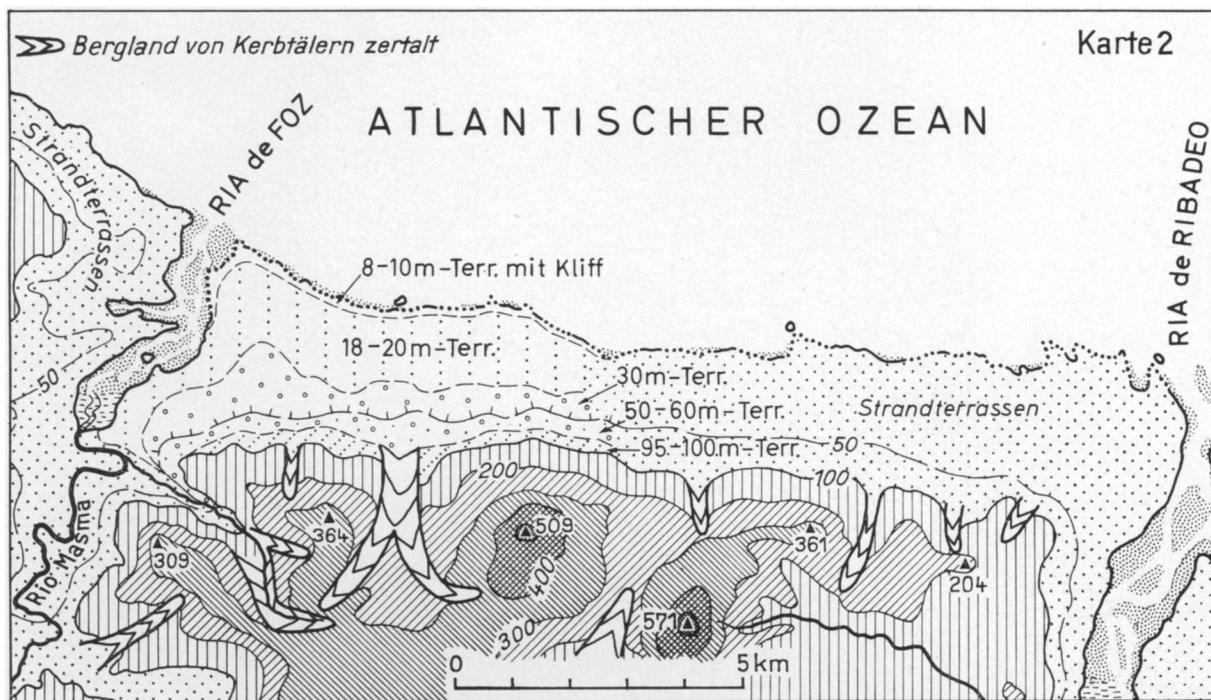 Bergland von Kerbtälern zertalt
Karte 2
ATLANTISCHER OZEAN
RIA de FOZ
RIA de RIBADEO
Strandterrassen
8-10m-Terr. mit Kliff
18-20m-Terr.
30m-Terr.
50-60m-Terr.
Strandterrassen
95-100m-Terr.
50
50
100
200
364
509
361
309
204
400
Rio Masma
571
300
0
5 km